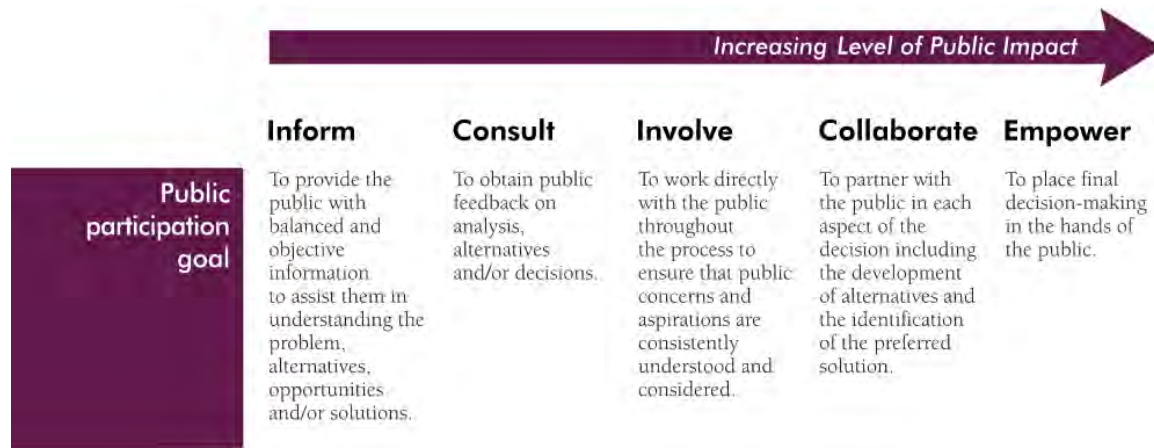 Increasing Level of Public Impact
Inform
Consult
Involve
Collaborate
Empower
Public
participation
goal
To provide the
public with
balanced and
objective
information
to assist them in
understanding the
problem,
alternatives,
opportunities
and/or solutions.
To obtain public
feedback on
analysis,
alternatives
and/or decisions.
To work directly
with the public
throughout
the process to
ensure that public
concerns and
aspirations are
consistently
understood and
considered.
To partner with
the public in each
aspect of the
decision including
the development
of alternatives and
the identification
of the preferred
solution.
To place final
decision-making
in the hands of
the public.